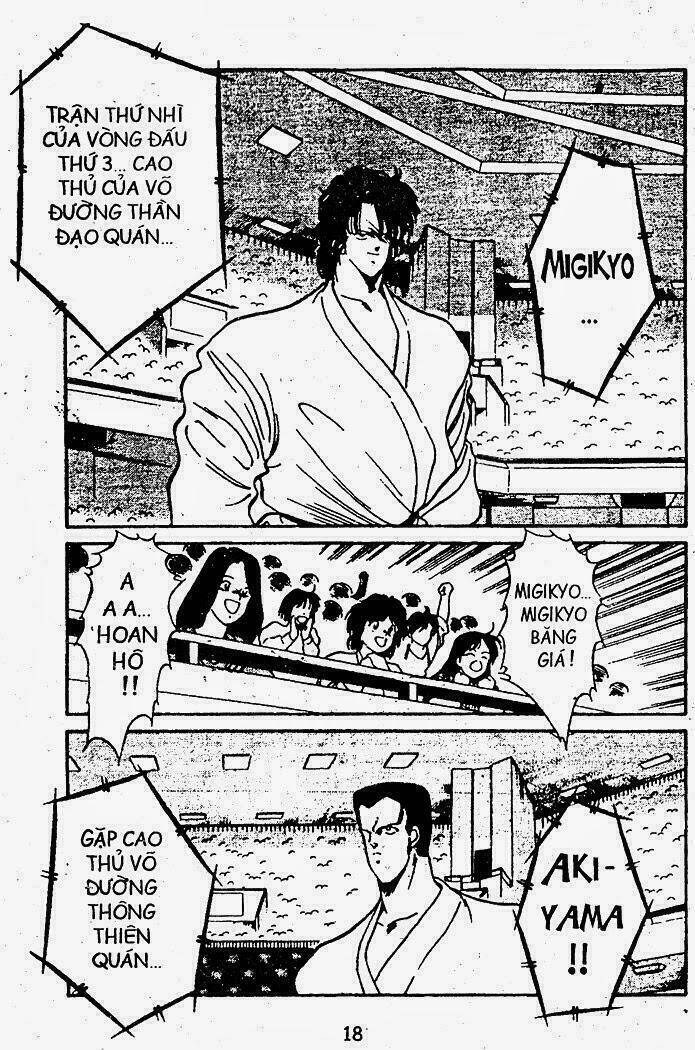 TRẬN THỨ NHÌ
CỦA VÒNG ĐẤU
THỨ 3... CAO
THỦ CỦA VÕ
ĐƯỜNG THẦN
ĐẠO QUÁN...
MIGIKYO
...
A
A A...
'HOAN
HÔ
!!
MIGIKYO...
MIGIKYO
BĂNG
GIÁ!
GẶP CAO
THỦ VÕ
ĐƯỜNG
THÔNG
THIÊN
QUÁN...
AKI-
YAMA
!!
18